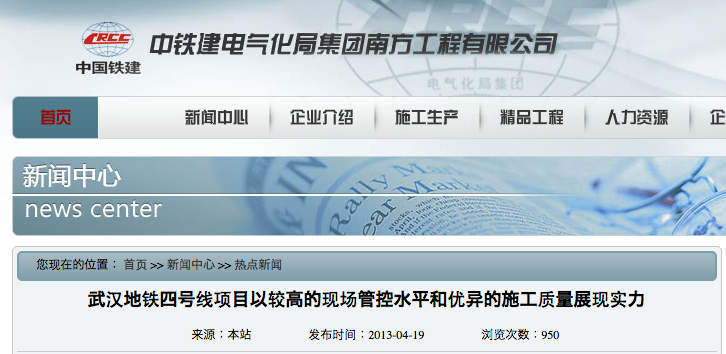 CRCC
中国铁建
中铁建电气化局集团南方工程有限公司
CRCC
电气化局集团
首页 新闻中心 企业介绍 施工生产 精品工程 人力资源 企
新闻中心
news center
Rally Mar
ear Market
您现在的位置： 首页 >> 新闻中心 >> 热点新闻
武汉地铁四号线项目以较高的现场管控水平和优异的施工质量展现实力
来源：本站 发布时间：2013-04-19 浏览次数：950